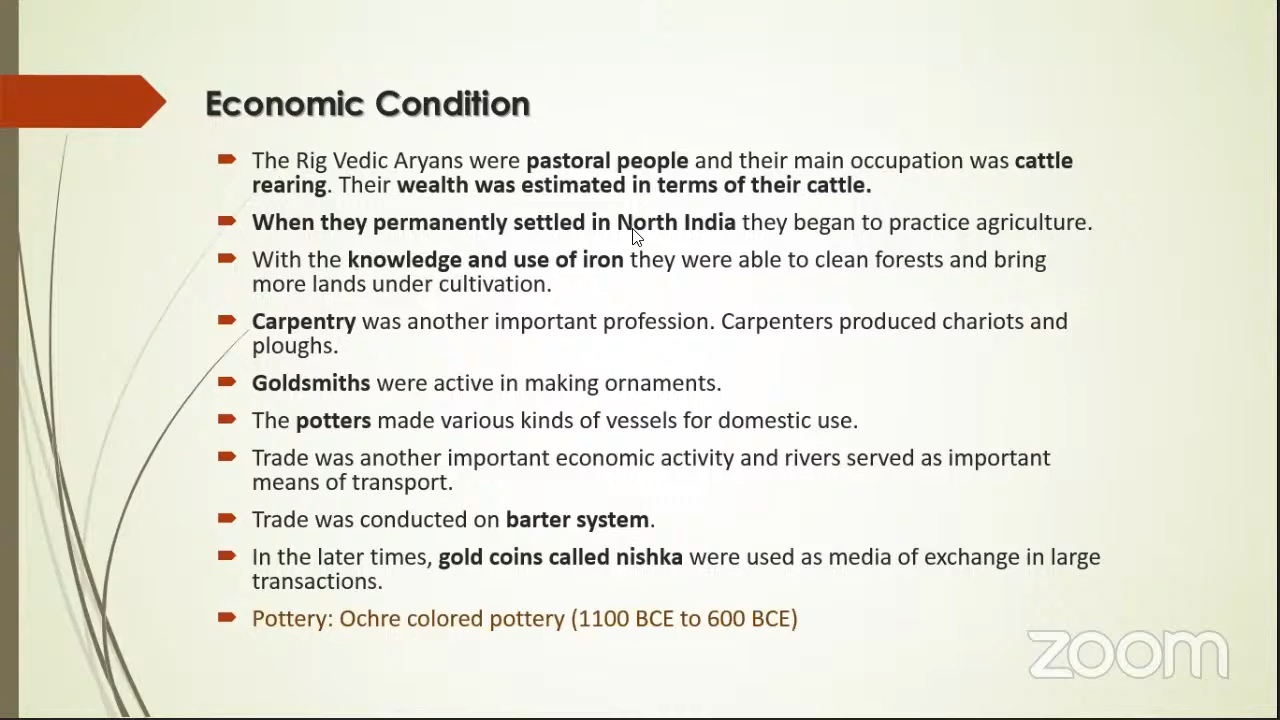 Economic Condition
The Rig Vedic Aryans were pastoral people and their main occupation was cattle
rearing. Their wealth was estimated in terms of their cattle.
When they permanently settled in North India they began to practice agriculture.
With the knowledge and use of iron they were able to clean forests and bring
more lands under cultivation.
Carpentry was another important profession. Carpenters produced chariots and
ploughs.
Goldsmiths were active in making ornaments.
The potters made various kinds of vessels for domestic use.
Trade was another important economic activity and rivers served as important
means of transport.
Trade was conducted on barter system.
In the later times, gold coins called nishka were used as media of exchange in large
transactions.
Pottery: Ochre colored pottery (1100 BCE to 600 BCE)
zoom